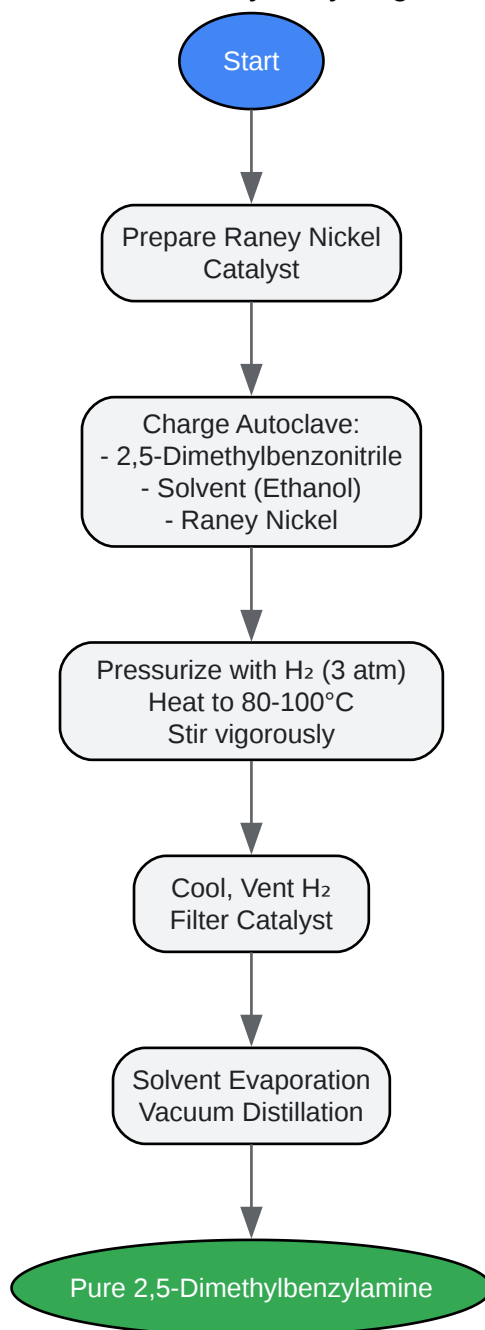 Start
Prepare Raney Nickel
Catalyst
Charge Autoclave:
- 2,5-Dimethylbenzonitrile
- Solvent (Ethanol)
- Raney Nickel
Pressurize with H₂ (3 atm)
Heat to 80-100°C
Stir vigorously
Cool, Vent H₂
Filter Catalyst
Solvent Evaporation
Vacuum Distillation
Pure 2,5-Dimethylbenzylamine